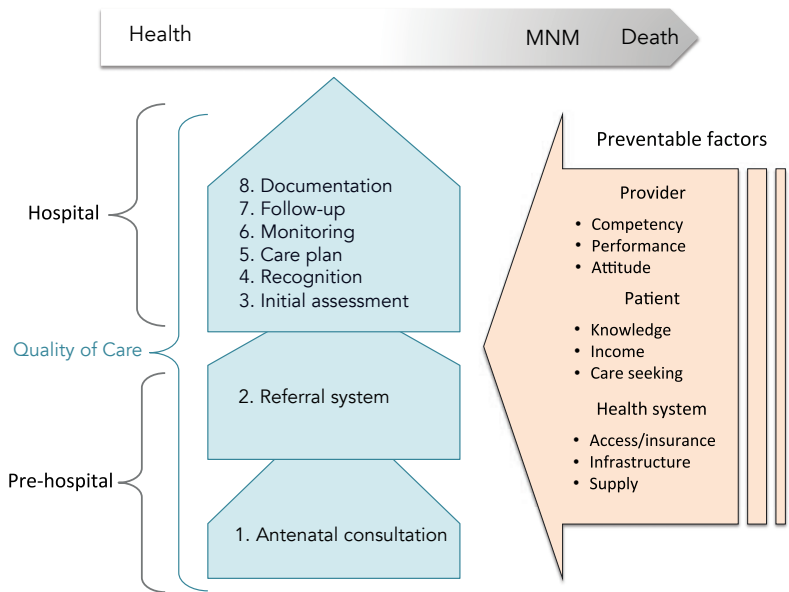 Health
MNM
Death
Hospital
Quality of Care
Pre-hospital
8. Documentation
7. Follow-up
6. Monitoring
5. Care plan
4. Recognition
3. Initial assessment
2. Referral system
1. Antenatal consultation
Preventable factors
Provider
• Competency
• Performance
• Attitude
Patient
• Knowledge
• Income
• Care seeking
Health system
• Access/insurance
• Infrastructure
• Supply